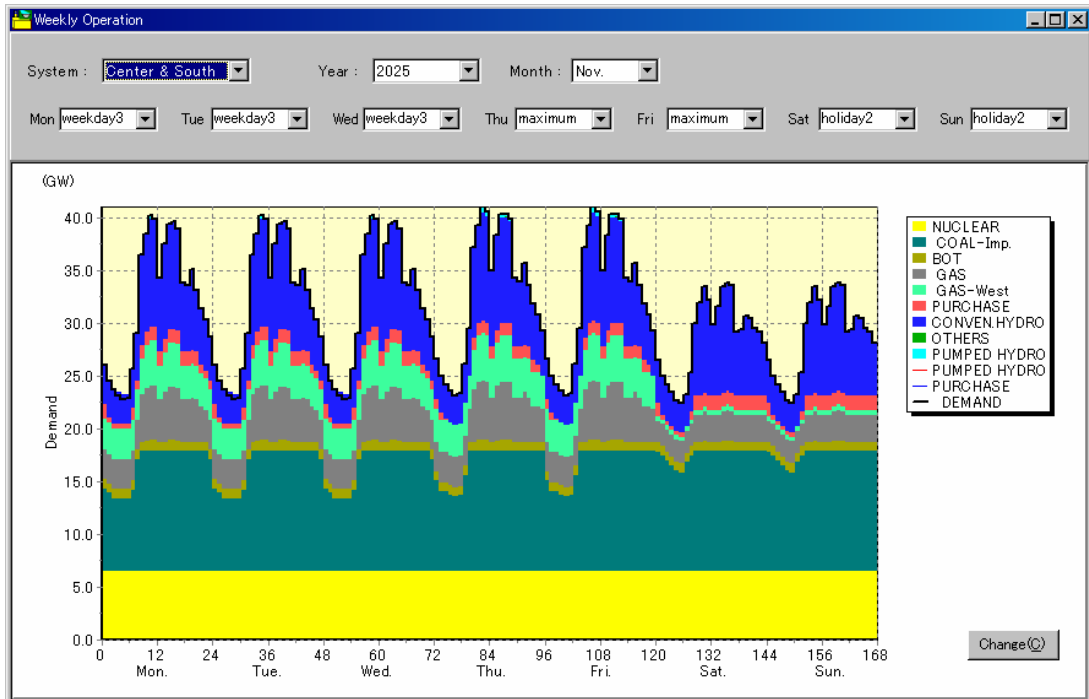 Weekly Operation
System : Center & South Year : 2025 Month : Nov.
Mon weekday3 Tue weekday3 Wed weekday3 Thu maximum Fri maximum Sat holiday2 Sun holiday2
(GW)
40.0
35.0
30.0
25.0
20.0
15.0
10.0
5.0
0.0
Demand
0 12 24 36 48 60 72 84 96 108 120 132 144 156 168
Mon. Tue. Wed. Thu. Fri. Sat. Sun.
NUCLEAR
COAL-Imp.
BOT
GAS
GAS-West
PURCHASE
CONVEN.HYDRO
OTHERS
PUMPED HYDRO
PUMPED HYDRO
PURCHASE
DEMAND
Change(C)